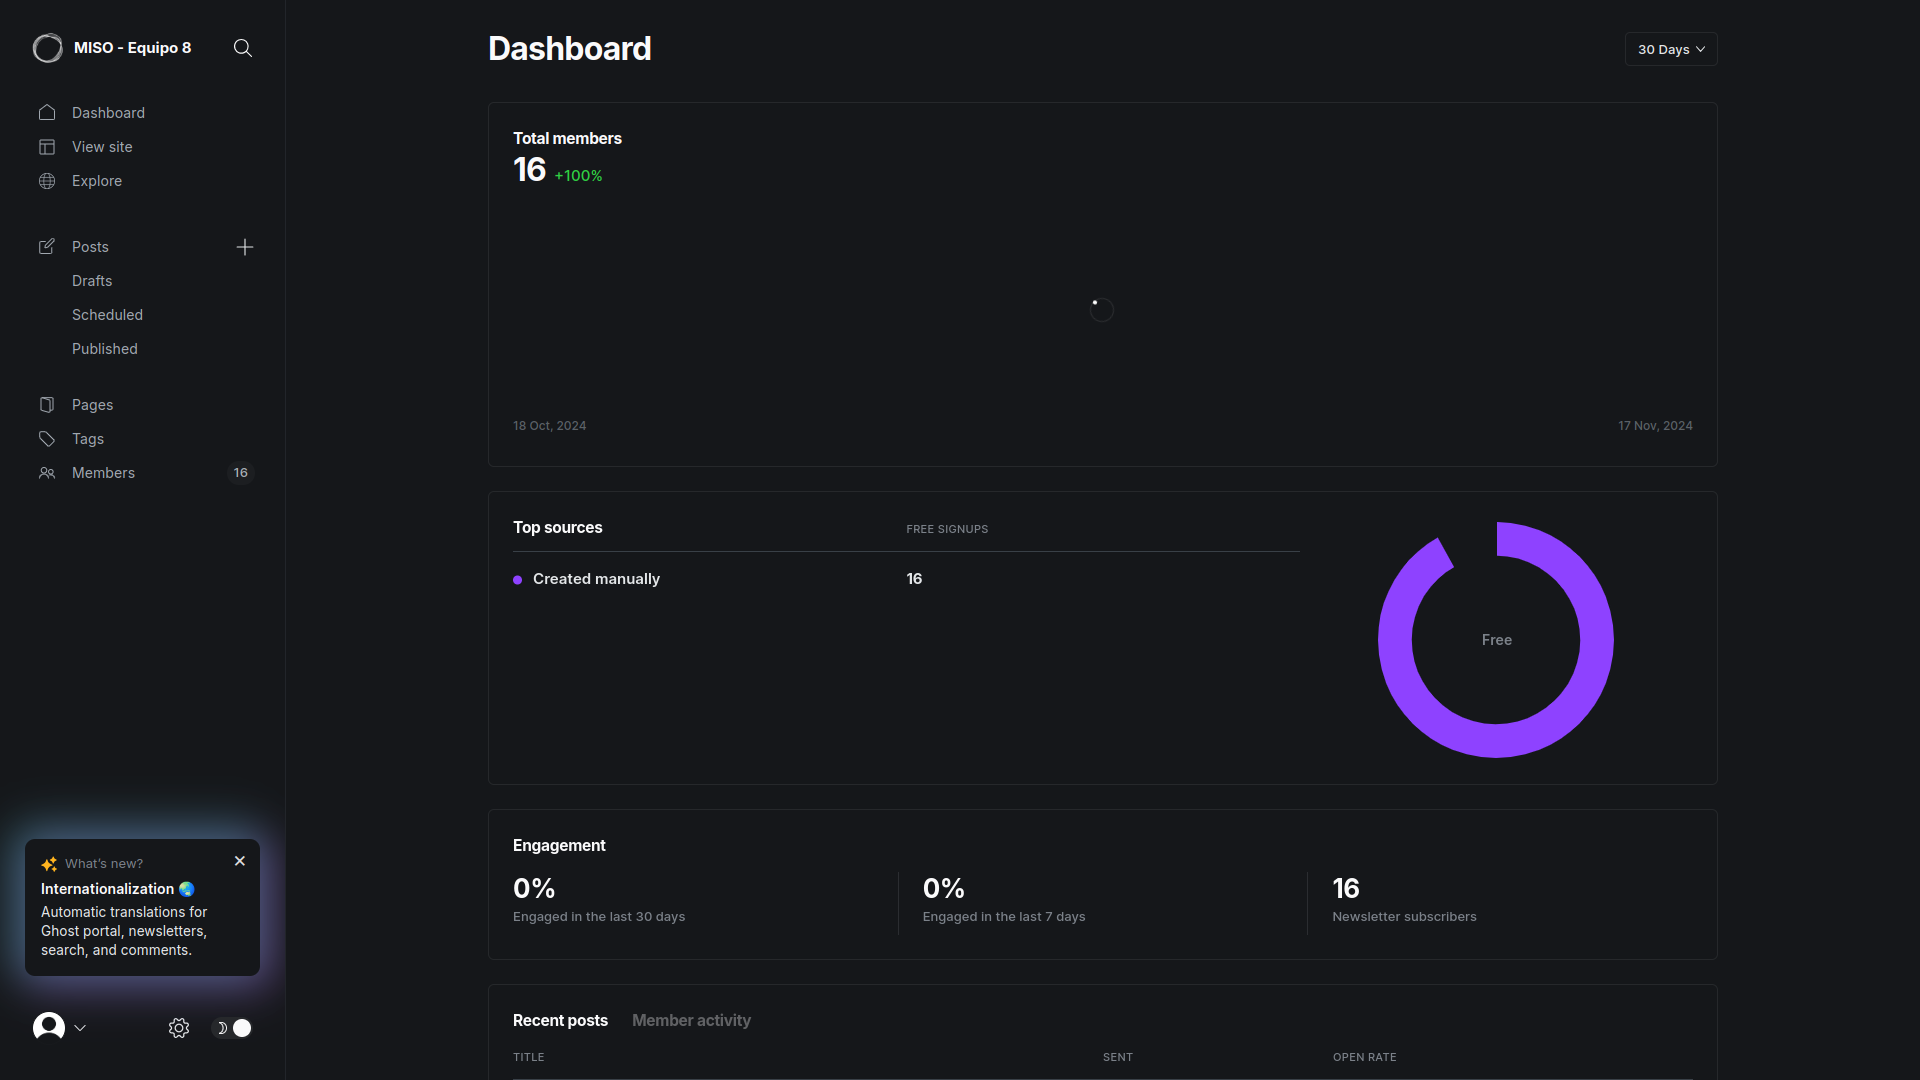 MISO - Equipo 8
Dashboard
View site
Explore
Posts
Drafts
Scheduled
Published
Pages
Tags
Members 16
What's new?
Internationalization 🌏
Automatic translations for
Ghost portal, newsletters,
search, and comments.
Dashboard
30 Days
Total members
16 +100%
18 Oct, 2024
17 Nov, 2024
Top sources
FREE SIGNUPS
Created manually
16
Free
Engagement
0%
Engaged in the last 30 days
0%
Engaged in the last 7 days
16
Newsletter subscribers
Recent posts
Member activity
TITLE
SENT
OPEN RATE